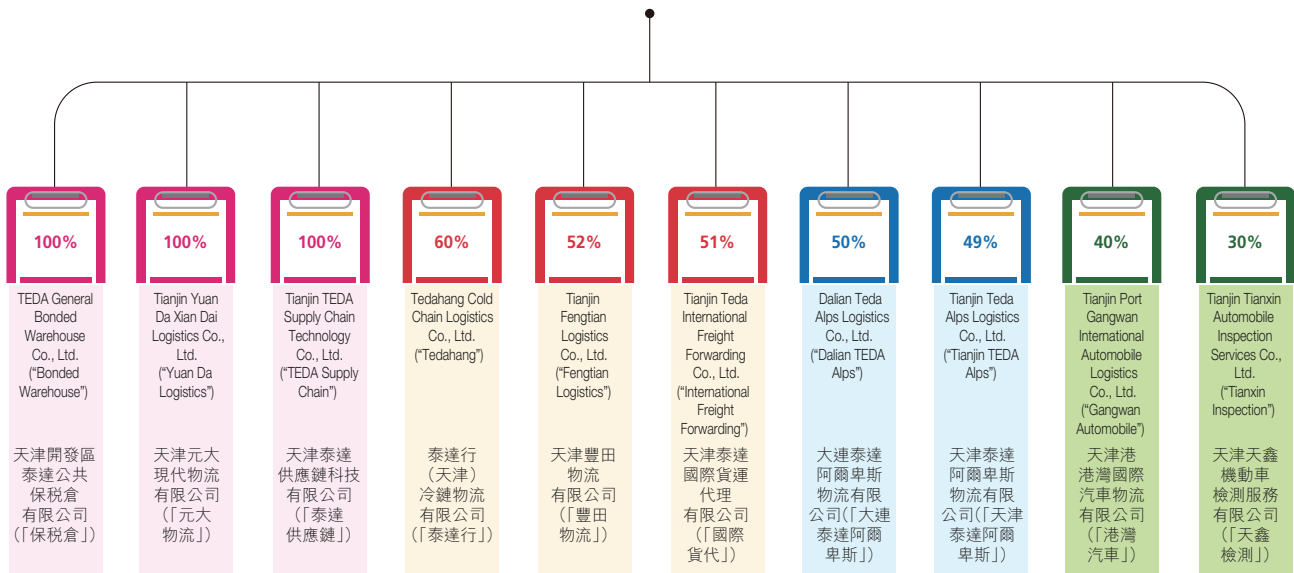 100%
TEDA General
Bonded
Warehouse
Co., Ltd.
(“Bonded
Warehouse”)
天津開發區
泰達公共
保税倉
有限公司
(「保税倉」)
100%
Tianjin Yuan
Da Xian Dai
Logistics Co.,
Ltd.
(“Yuan Da
Logistics”)
天津元大
現代物流
有限公司
(「元大
物流」)
100%
Tianjin TEDA
Supply Chain
Technology
Co., Ltd.
(“TEDA Supply
Chain”)
天津泰達
供應鏈科技
有限公司
(「泰達
供應鏈」)
60%
Tedahang Cold
Chain Logistics
Co., Ltd.
(“Tedahang”)
泰達行
(天津)
冷鏈物流
有限公司
(「泰達行」)
52%
Tianjin
Fengtian
Logistics
Co., Ltd.
(“Fengtian
Logistics”)
天津豐田
物流
有限公司
(「豐田
物流」)
51%
Tianjin Teda
International
Freight
Forwarding
Co., Ltd.
(“International
Freight
Forwarding”)
天津泰達
國際貨運
代理
有限公司
(「國際
貨代」)
50%
Dalian Teda
Alps Logistics
Co., Ltd.
(“Dalian TEDA
Alps”)
大連泰達
阿爾卑斯
物流有限
公司(「大連
泰達阿爾
卑斯」)
49%
Tianjin Teda
Alps Logistics
Co., Ltd.
(“Tianjin TEDA
Alps”)
天津泰達
阿爾卑斯
物流有限
公司(「天津
泰達阿爾
卑斯」)
40%
Tianjin Port
Gangwan
International
Automobile
Logistics
Co., Ltd.
(“Gangwan
Automobile”)
天津港
港灣國際
汽車物流
有限公司
(「港灣
汽車」)
30%
Tianjin Tianxin
Automobile
Inspection
Services Co.,
Ltd.
(“Tianxin
Inspection”)
天津天鑫
機動車
檢測服務
有限公司
(「天鑫
檢測」)